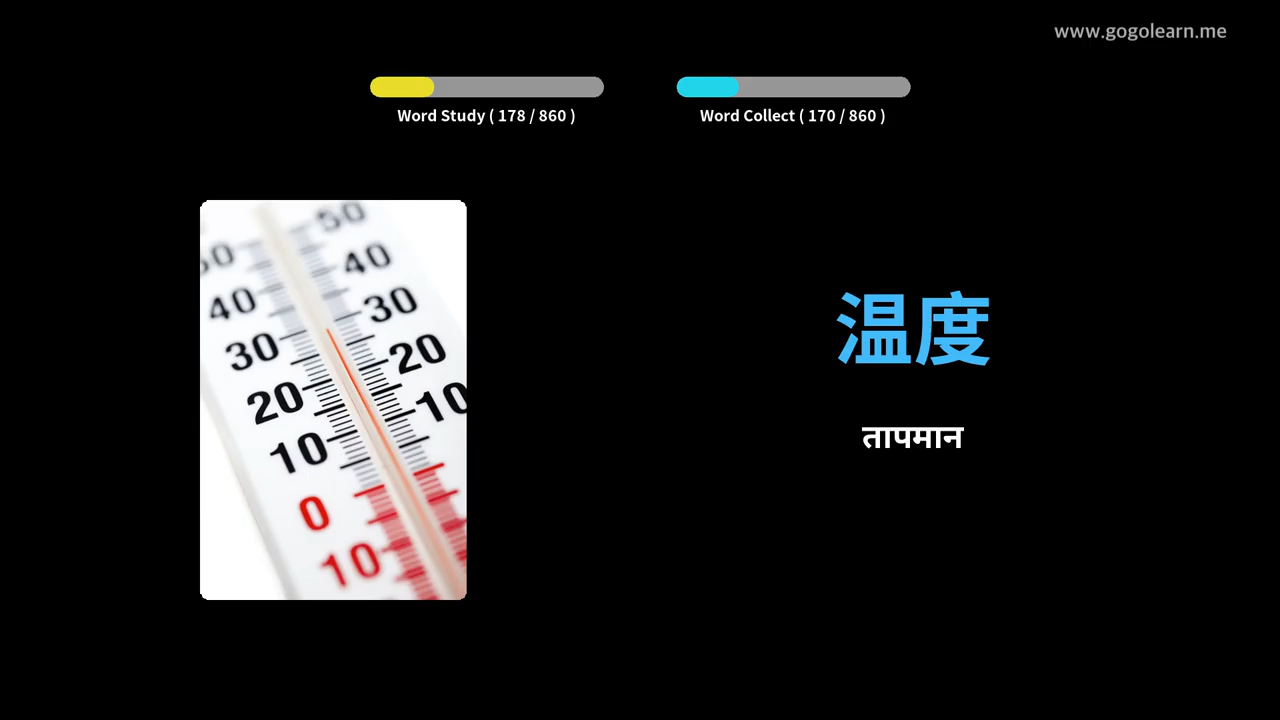 www.gogolearn.me
Word Study ( 178 / 860 )
Word Collect ( 170 / 860 )
50
50
40
40
30
30
20
20
10
10
0
10
温度
तापमान